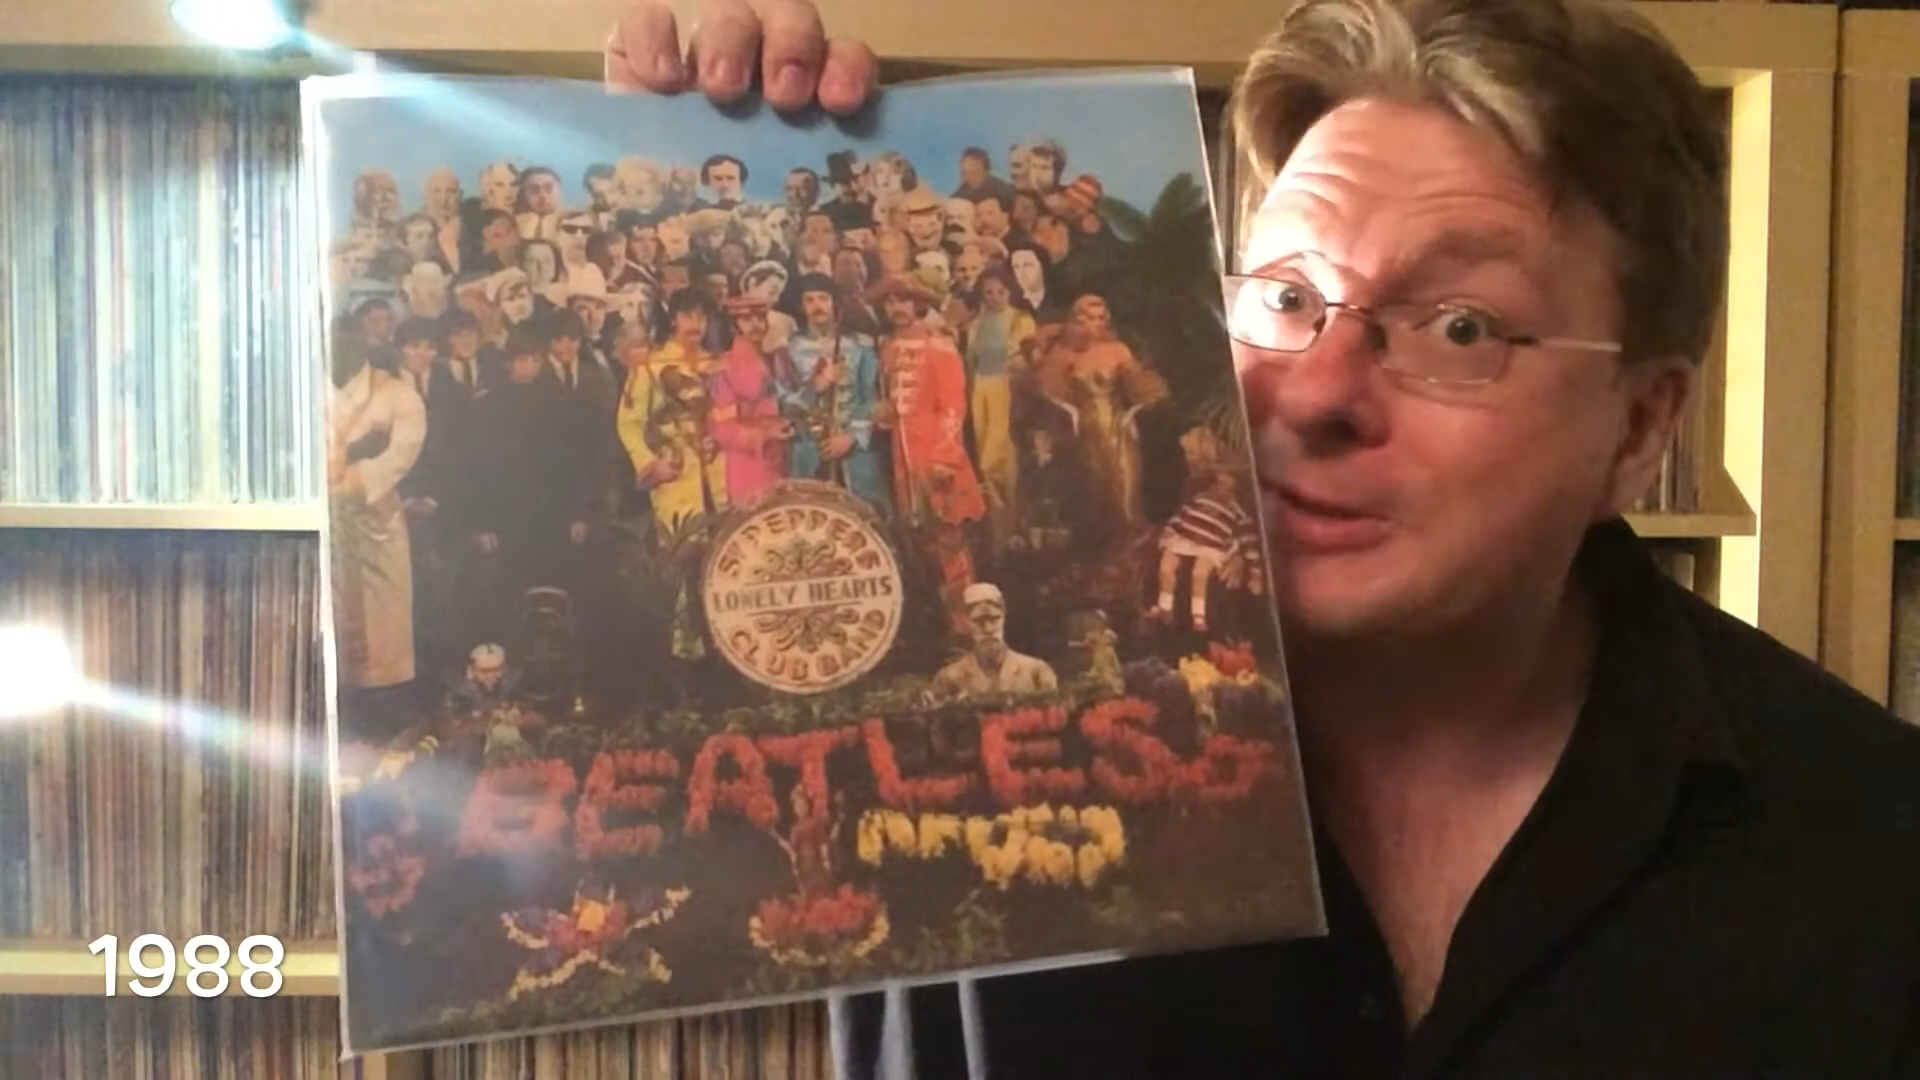 SGT PEPPERS
LONELY HEARTS
CLUB BAND
BEATLES
1988